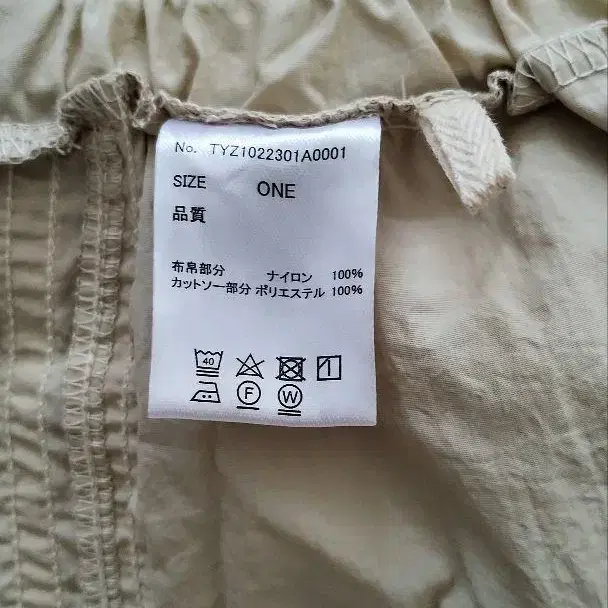 No. TYZ1022301A0001
SIZE ONE
品質
布帛部分 ナイロン 100%
カットソー部分 ポリエステル 100%
40
F W